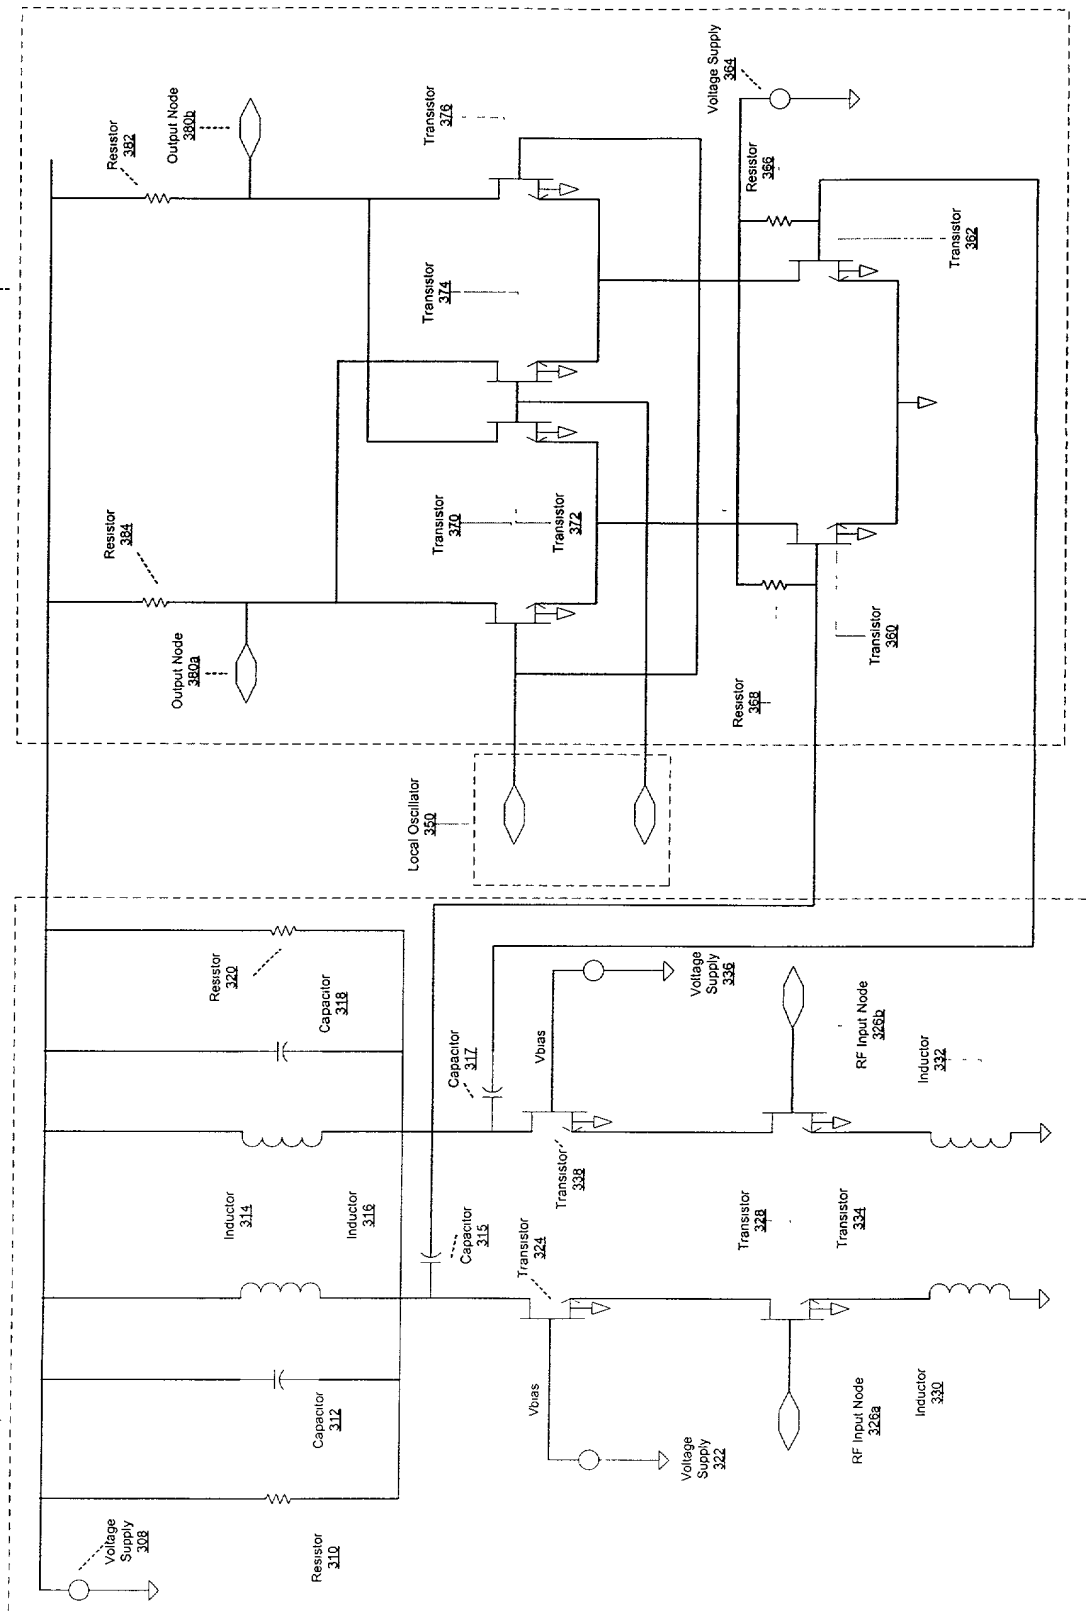 Voltage
Supply
308
Resistor
310
Capacitor
312
Inductor
314
Inductor
316
Capacitor
318
Resistor
320
Capacitor
315
Capacitor
317
Transistor
324
Vbias
Voltage
Supply
322
Transistor
338
Vbias
Voltage
Supply
336
Transistor
328
Transistor
334
RF Input Node
326a
RF Input Node
326b
Inductor
330
Inductor
332
Local Oscillator
350
Output Node
380a
Resistor
384
Resistor
382
Output Node
380b
Transistor
370
Transistor
372
Transistor
374
Transistor
376
Resistor
368
Transistor
360
Resistor
366
Transistor
362
Voltage Supply
364